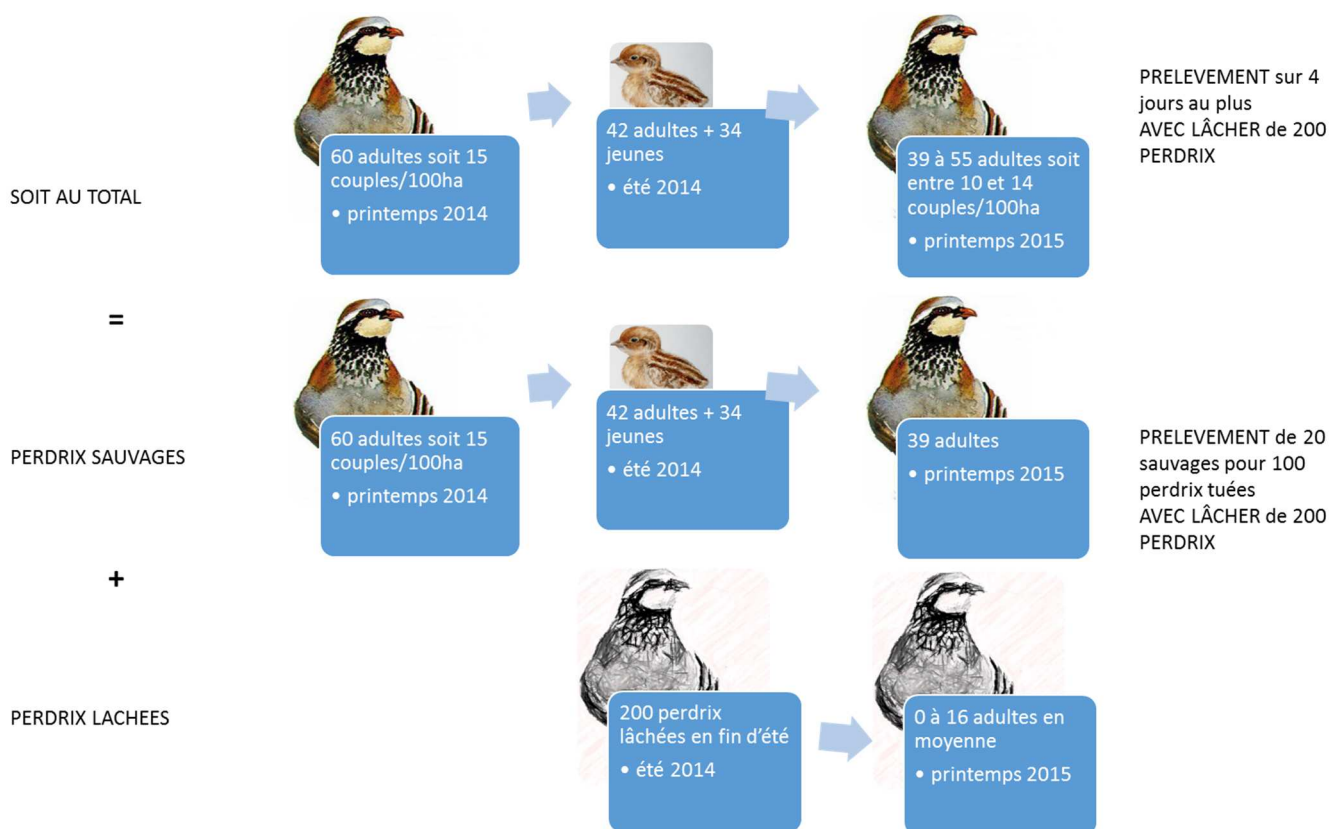 SOIT AU TOTAL
60 adultes soit 15
couples/100ha
• printemps 2014
42 adultes + 34
jeunes
• été 2014
39 à 55 adultes soit
entre 10 et 14
couples/100ha
• printemps 2015
PRELEVEMENT sur 4
jours au plus
AVEC LÂCHER de 200
PERDRIX
=
PERDRIX SAUVAGES
60 adultes soit 15
couples/100ha
• printemps 2014
42 adultes + 34
jeunes
• été 2014
39 adultes
• printemps 2015
PRELEVEMENT de 20
sauvages pour 100
perdrix tuées
AVEC LÂCHER de 200
PERDRIX
+
PERDRIX LACHEES
200 perdrix
lâchées en fin d’été
• été 2014
0 à 16 adultes en
moyenne
• printemps 2015